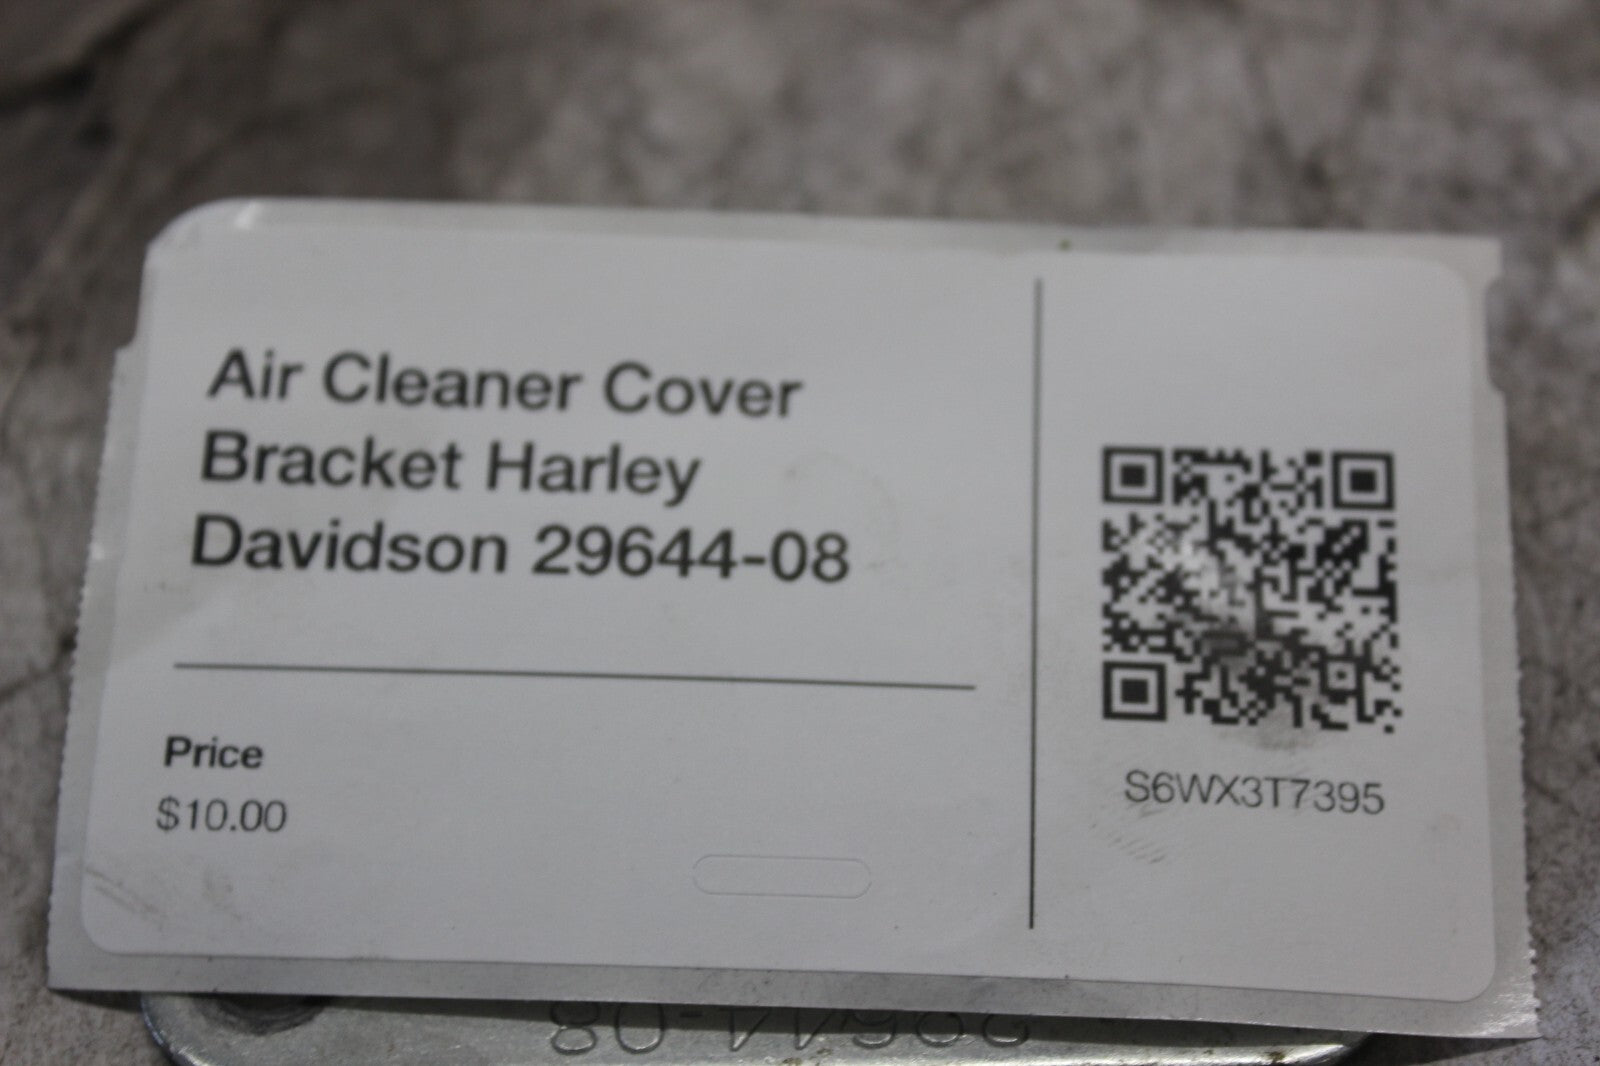 Air Cleaner Cover
Bracket Harley
Davidson 29644-08
Price
$10.00
S6WX3T7395